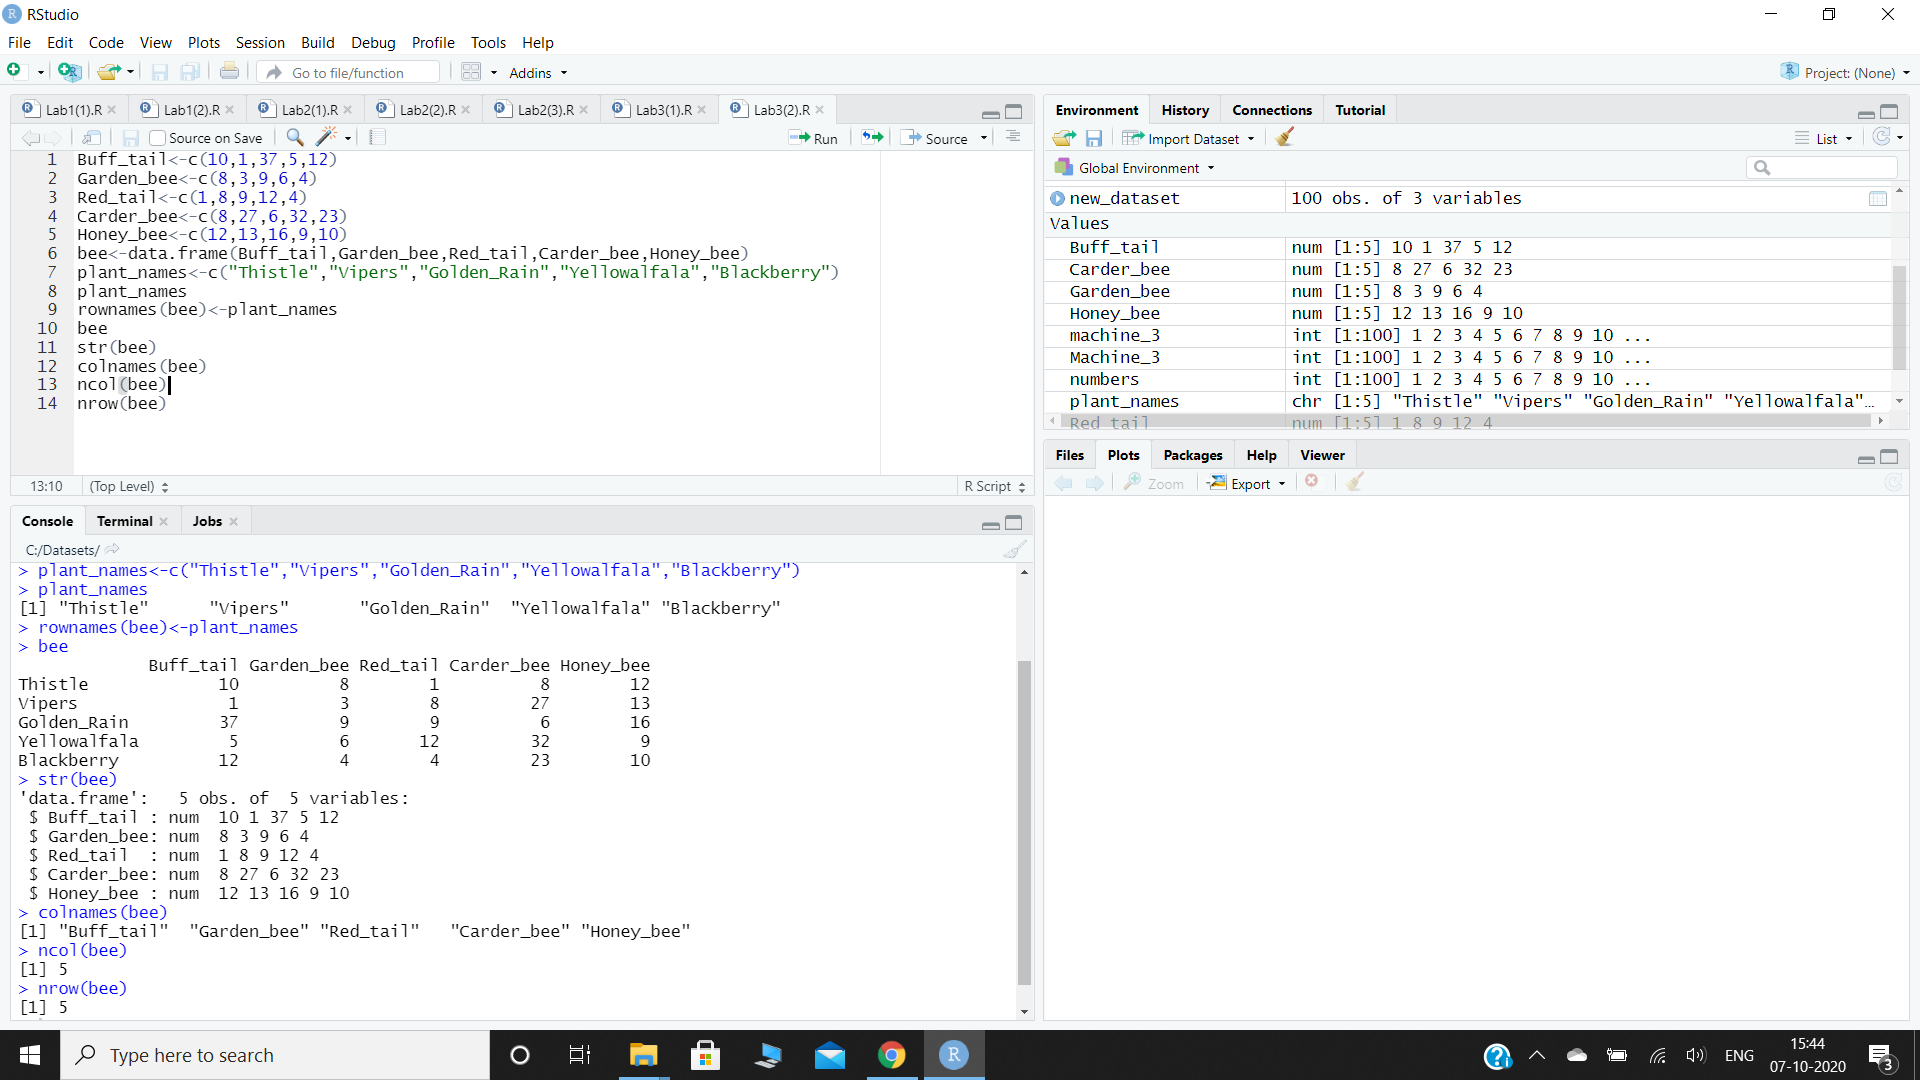 RStudio
File Edit Code View Plots Session Build Debug Profile Tools Help
Go to file/function Addins Project: (None)
Lab1(1).R Lab1(2).R Lab2(1).R Lab2(2).R Lab2(3).R Lab3(1).R Lab3(2).R
Source on Save Run Source
1 Buff_tail<-c(10,1,37,5,12)
2 Garden_bee<-c(8,3,9,6,4)
3 Red_tail<-c(1,8,9,12,4)
4 Carder_bee<-c(8,27,6,32,23)
5 Honey_bee<-c(12,13,16,9,10)
6 bee<-data.frame(Buff_tail,Garden_bee,Red_tail,Carder_bee,Honey_bee)
7 plant_names<-c("Thistle","Vipers","Golden_Rain","Yellowalfala","Blackberry")
8 plant_names
9 rownames(bee)<-plant_names
10 bee
11 str(bee)
12 colnames(bee)
13 ncol(bee)
14 nrow(bee)
13:10 (Top Level) R Script
Console Terminal Jobs
C:/Datasets/
> plant_names<-c("Thistle","Vipers","Golden_Rain","Yellowalfala","Blackberry")
> plant_names
[1] "Thistle" "Vipers" "Golden_Rain" "Yellowalfala" "Blackberry"
> rownames(bee)<-plant_names
> bee
Buff_tail Garden_bee Red_tail Carder_bee Honey_bee
Thistle 10 8 1 8 12
Vipers 1 3 8 27 13
Golden_Rain 37 9 9 6 16
Yellowalfala 5 6 12 32 9
Blackberry 12 4 4 23 10
> str(bee)
'data.frame': 5 obs. of 5 variables:
$ Buff_tail : num 10 1 37 5 12
$ Garden_bee: num 8 3 9 6 4
$ Red_tail : num 1 8 9 12 4
$ Carder_bee: num 8 27 6 32 23
$ Honey_bee : num 12 13 16 9 10
> colnames(bee)
[1] "Buff_tail" "Garden_bee" "Red_tail" "Carder_bee" "Honey_bee"
> ncol(bee)
[1] 5
> nrow(bee)
[1] 5
Environment History Connections Tutorial
Import Dataset List
Global Environment
new_dataset 100 obs. of 3 variables
Values
Buff_tail num [1:5] 10 1 37 5 12
Carder_bee num [1:5] 8 27 6 32 23
Garden_bee num [1:5] 8 3 9 6 4
Honey_bee num [1:5] 12 13 16 9 10
machine_3 int [1:100] 1 2 3 4 5 6 7 8 9 10 ...
Machine_3 int [1:100] 1 2 3 4 5 6 7 8 9 10 ...
numbers int [1:100] 1 2 3 4 5 6 7 8 9 10 ...
plant_names chr [1:5] "Thistle" "Vipers" "Golden_Rain" "Yellowalfala"…
Red_tail num [1:5] 1 8 9 12 4
Files Plots Packages Help Viewer
Zoom Export
Type here to search
ENG
15:44
07-10-2020
3